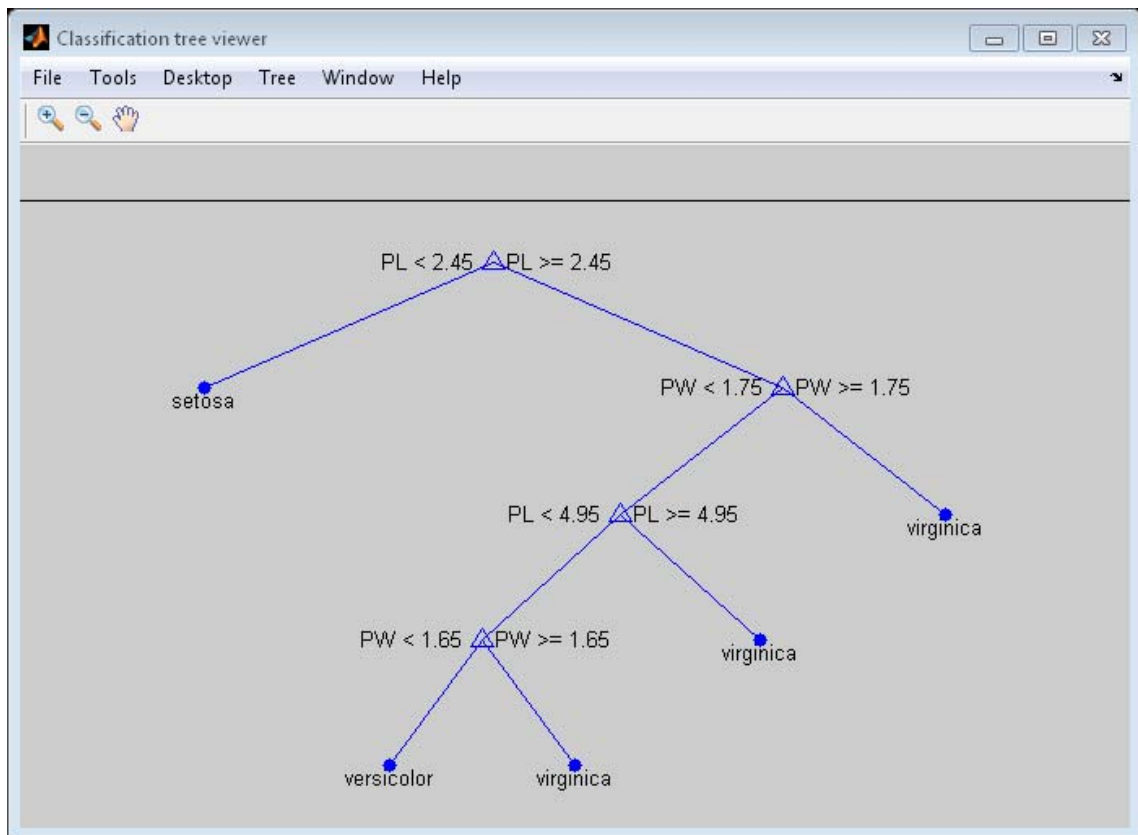 Classification tree viewer
File Tools Desktop Tree Window Help
PL < 2.45 PL >= 2.45
setosa
PW < 1.75 PW >= 1.75
PL < 4.95 PL >= 4.95
virginica
PW < 1.65 PW >= 1.65
virginica
versicolor virginica